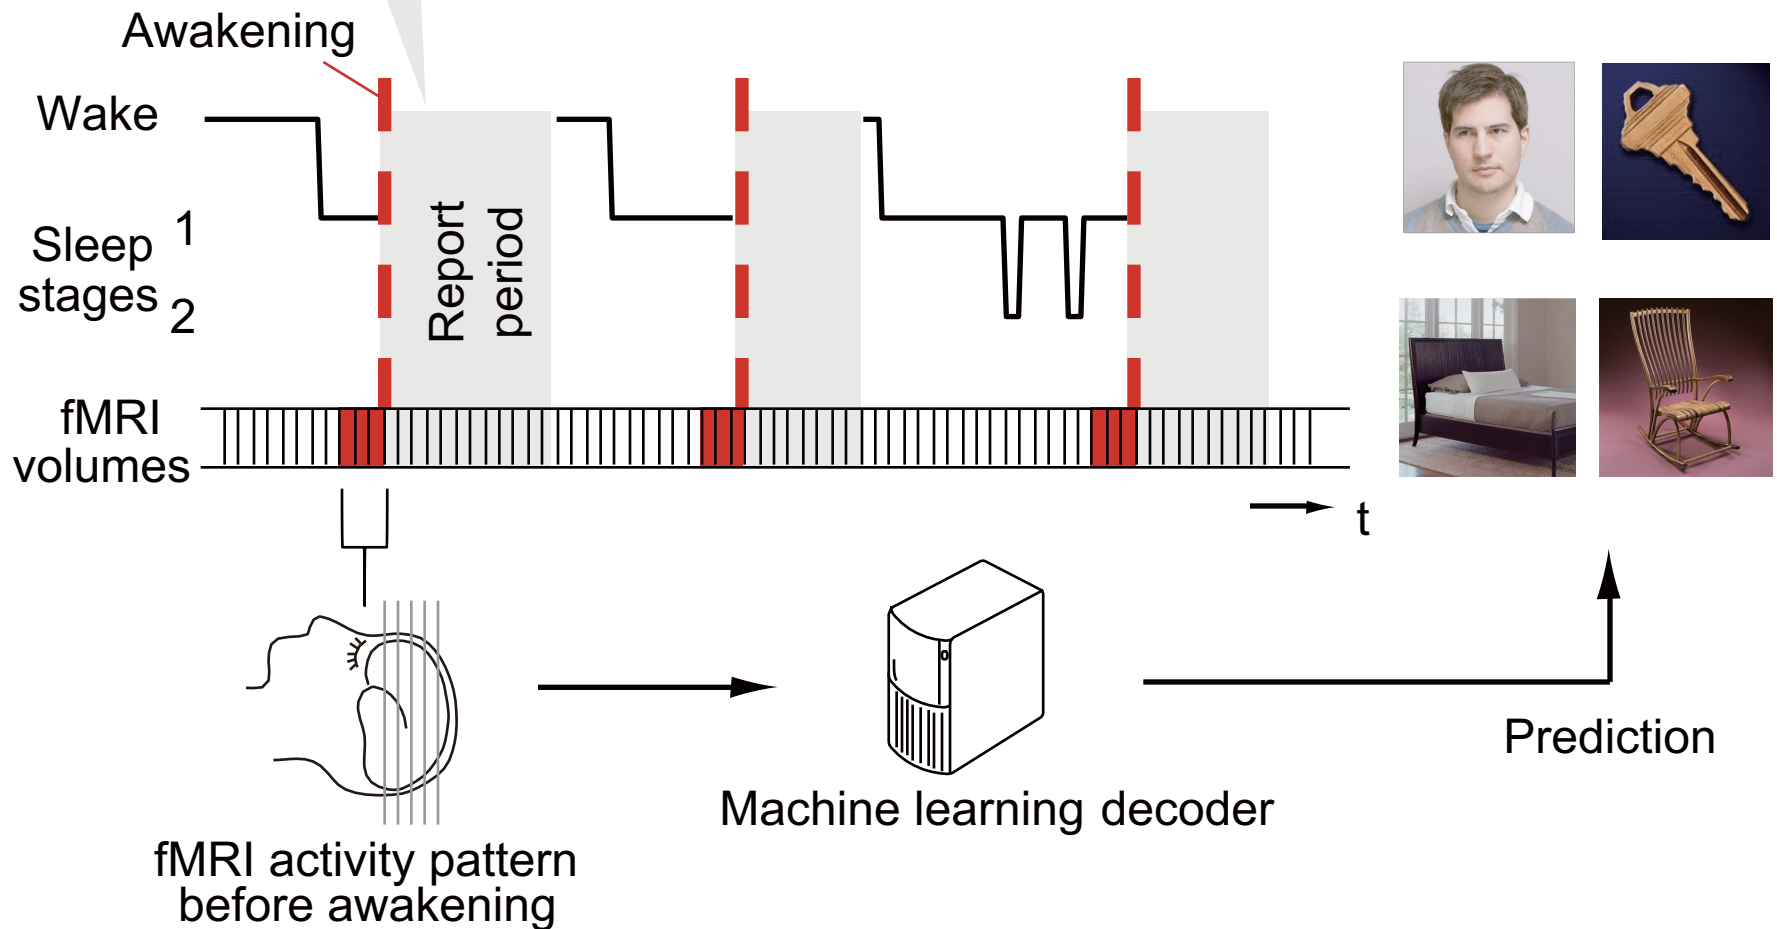 Awakening
Wake
Sleep
stages
1
2
Report
period
fMRI
volumes
t
Prediction
Machine learning decoder
fMRI activity pattern
before awakening